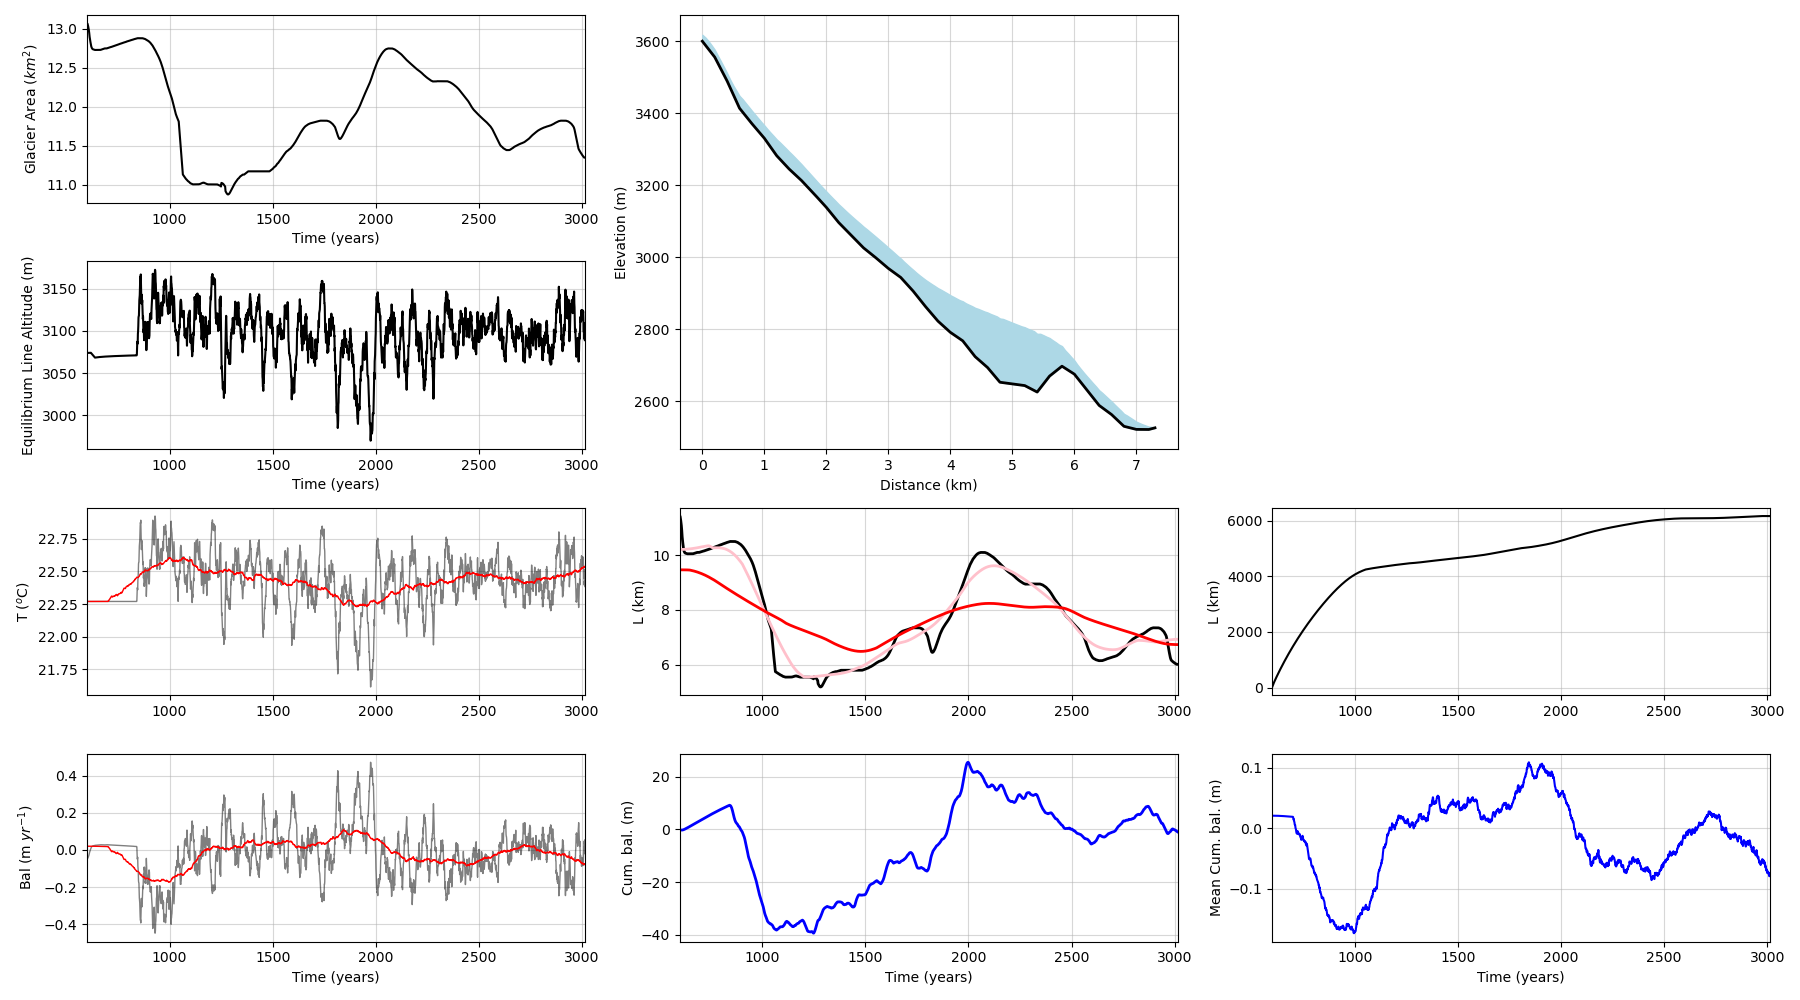 Glacier Area (km²)
13.0
12.5
12.0
11.5
11.0
1000 1500 2000 2500 3000
Time (years)
Equilibrium Line Altitude (m)
3150
3100
3050
3000
1000 1500 2000 2500 3000
Time (years)
Elevation (m)
3600
3400
3200
3000
2800
2600
0 1 2 3 4 5 6 7
Distance (km)
T (°C)
22.75
22.50
22.25
22.00
21.75
1000 1500 2000 2500 3000
L (km)
10
8
6
1000 1500 2000 2500 3000
L (km)
6000
4000
2000
0
1000 1500 2000 2500 3000
Bal (m yr⁻¹)
0.4
0.2
0.0
−0.2
−0.4
1000 1500 2000 2500 3000
Time (years)
Cum. bal. (m)
20
0
−20
−40
1000 1500 2000 2500 3000
Time (years)
Mean Cum. bal. (m)
0.1
0.0
−0.1
1000 1500 2000 2500 3000
Time (years)